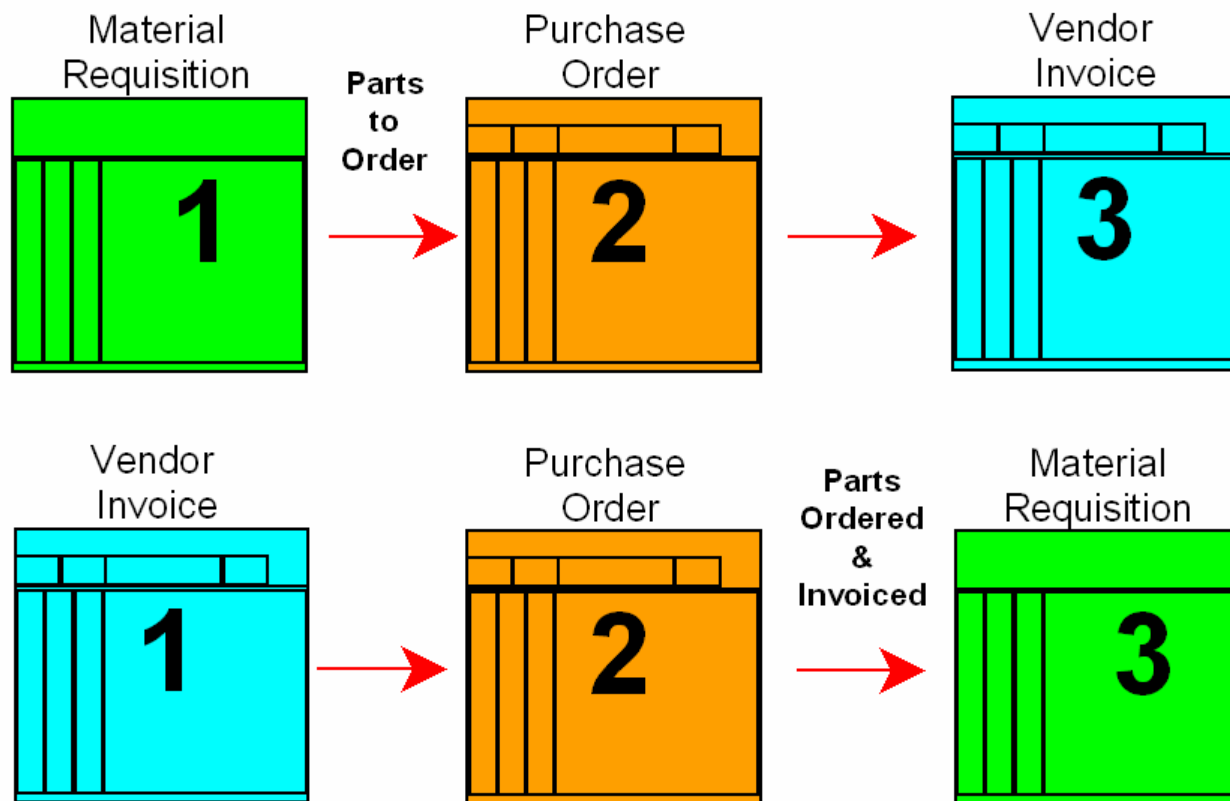 Material
Requisition
Parts
to
Order
Purchase
Order
Vendor
Invoice
1
2
3
Vendor
Invoice
Purchase
Order
Parts
Ordered
&
Invoiced
Material
Requisition
1
2
3